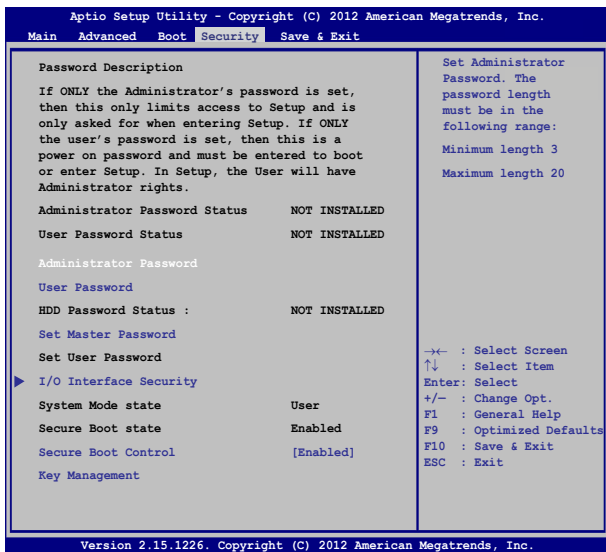 Aptio Setup Utility - Copyright (C) 2012 American Megatrends, Inc.
Main Advanced Boot Security Save & Exit
Password Description
If ONLY the Administrator's password is set,
then this only limits access to Setup and is
only asked for when entering Setup. If ONLY
the user's password is set, then this is a
power on password and must be entered to boot
or enter Setup. In Setup, the User will have
Administrator rights.
Administrator Password Status NOT INSTALLED
User Password Status NOT INSTALLED
Administrator Password
User Password
HDD Password Status : NOT INSTALLED
Set Master Password
Set User Password
I/O Interface Security
System Mode state User
Secure Boot state Enabled
Secure Boot Control [Enabled]
Key Management
Set Administrator
Password. The
password length
must be in the
following range:
Minimum length 3
Maximum length 20
→← : Select Screen
↑↓ : Select Item
Enter: Select
+/— : Change Opt.
F1 : General Help
F9 : Optimized Defaults
F10 : Save & Exit
ESC : Exit
Version 2.15.1226. Copyright (C) 2012 American Megatrends, Inc.